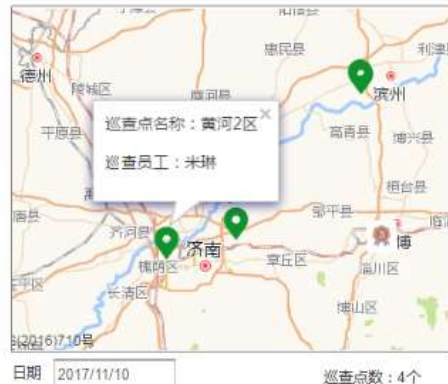 惠民县
利津县
德州
陵城区
滨州
巡查点名称：黄河2区
×
平原县
高青县
博兴县
巡查员工：米琳
桓台县
邹平县
齐河县
济南
博
槐荫区
章丘区
淄川区
长清区
博山区
(2016)710号
日期 2017/11/10
巡查点数：4个